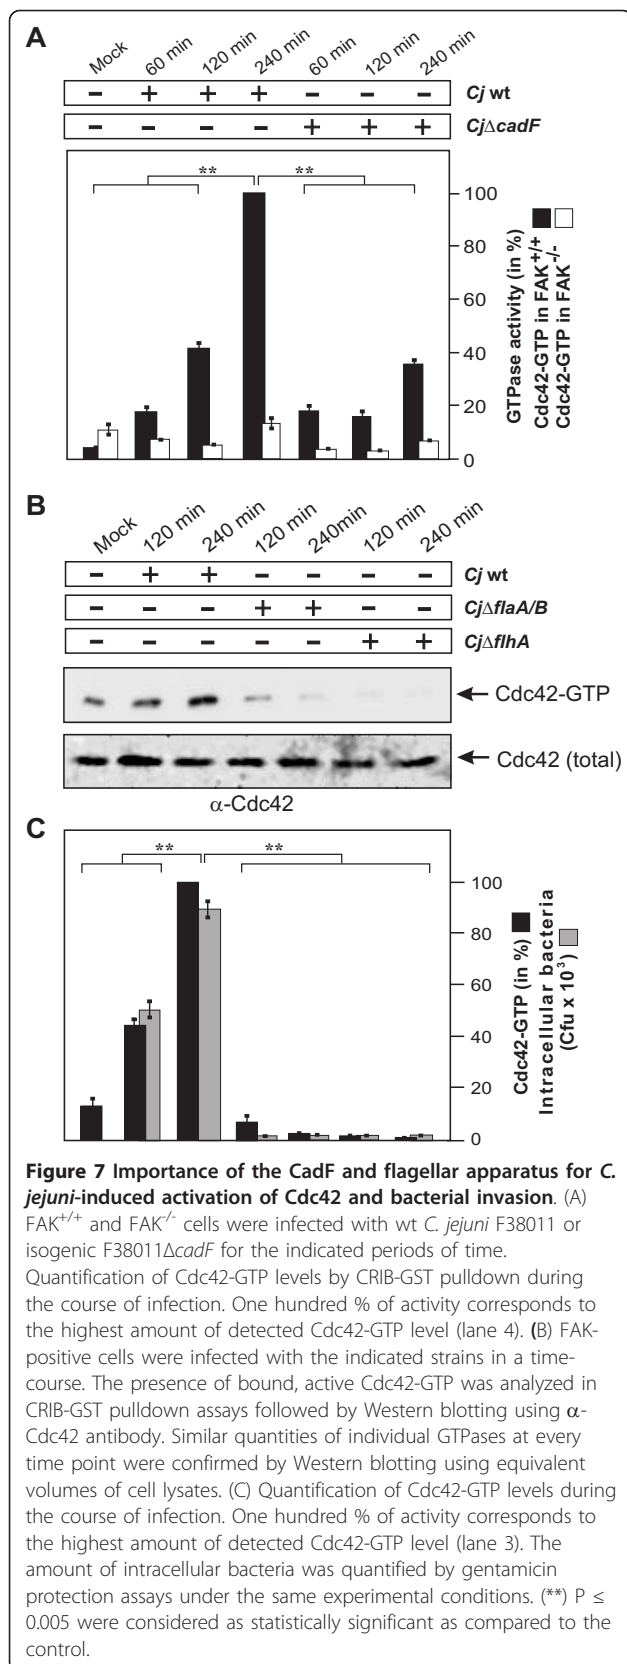 A
Mock 60 min 120 min 240 min 60 min 120 min 240 min
− + + + − − − Cj wt
− − − − + + + CjΔcadF
** **
100
80
60
40
20
0
GTPase activity (in %)
Cdc42-GTP in FAK+/+
Cdc42-GTP in FAK-/-
B
Mock 120 min 240 min 120 min 240min 120 min 240 min
− + + − − − − Cj wt
− − − + + − − CjΔflaA/B
− − − − − + + CjΔflhA
Cdc42-GTP
Cdc42 (total)
α-Cdc42
C
** **
100
80
60
40
20
0
Cdc42-GTP (in %)
Intracellular bacteria
(Cfu x 10³)
Figure 7 Importance of the CadF and flagellar apparatus for C.
jejuni-induced activation of Cdc42 and bacterial invasion. (A)
FAK+/+ and FAK-/- cells were infected with wt C. jejuni F38011 or
isogenic F38011ΔcadF for the indicated periods of time.
Quantification of Cdc42-GTP levels by CRIB-GST pulldown during
the course of infection. One hundred % of activity corresponds to
the highest amount of detected Cdc42-GTP level (lane 4). (B) FAK-
positive cells were infected with the indicated strains in a time-
course. The presence of bound, active Cdc42-GTP was analyzed in
CRIB-GST pulldown assays followed by Western blotting using α-
Cdc42 antibody. Similar quantities of individual GTPases at every
time point were confirmed by Western blotting using equivalent
volumes of cell lysates. (C) Quantification of Cdc42-GTP levels during
the course of infection. One hundred % of activity corresponds to
the highest amount of detected Cdc42-GTP level (lane 3). The
amount of intracellular bacteria was quantified by gentamicin
protection assays under the same experimental conditions. (**) P ≤
0.005 were considered as statistically significant as compared to the
control.